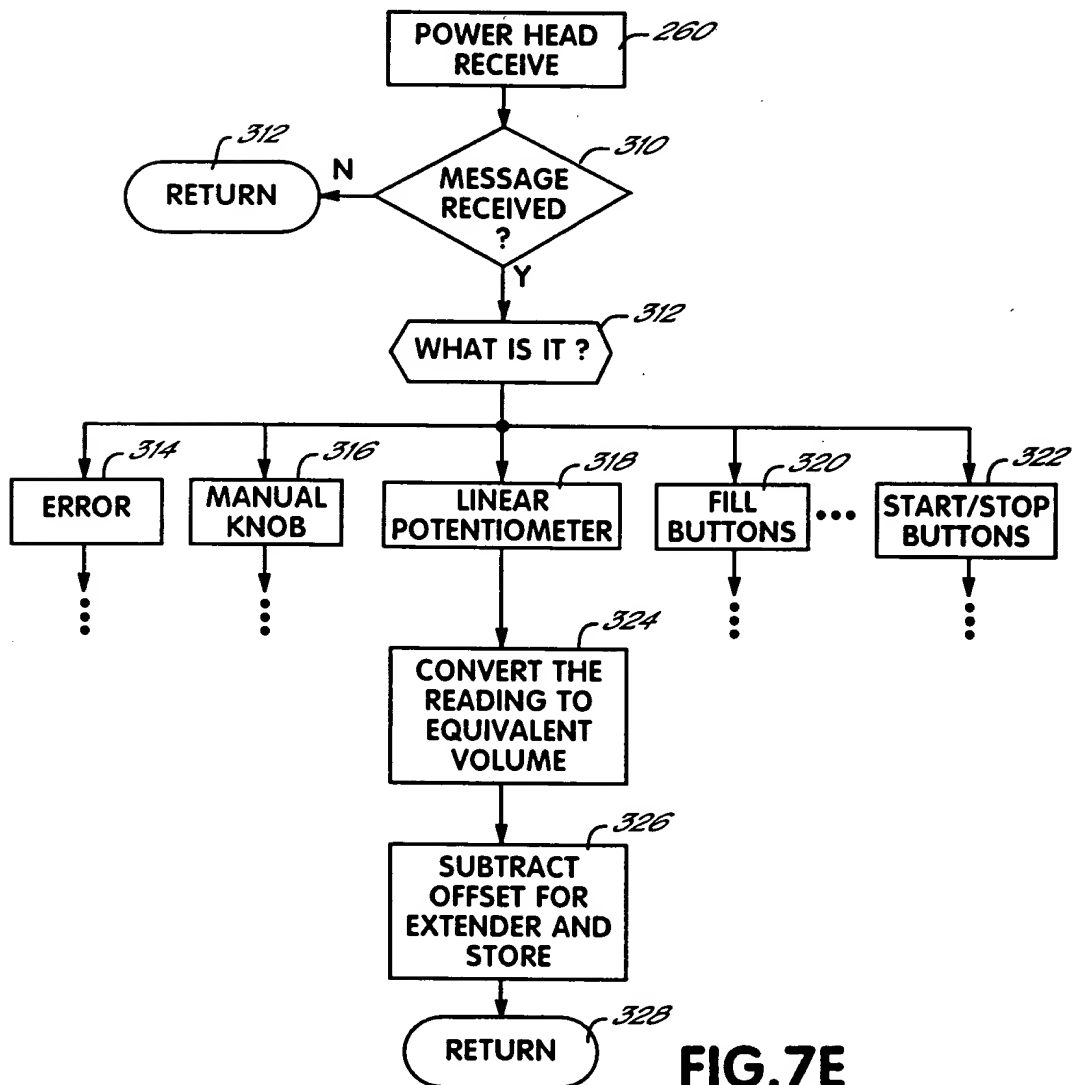 POWER HEAD
RECEIVE
260
312
RETURN
N
MESSAGE
RECEIVED
?
310
Y
WHAT IS IT ?
312
314
ERROR
316
MANUAL
KNOB
318
LINEAR
POTENTIOMETER
320
FILL
BUTTONS
322
START/STOP
BUTTONS
324
CONVERT THE
READING TO
EQUIVALENT
VOLUME
326
SUBTRACT
OFFSET FOR
EXTENDER AND
STORE
328
RETURN
FIG.7E